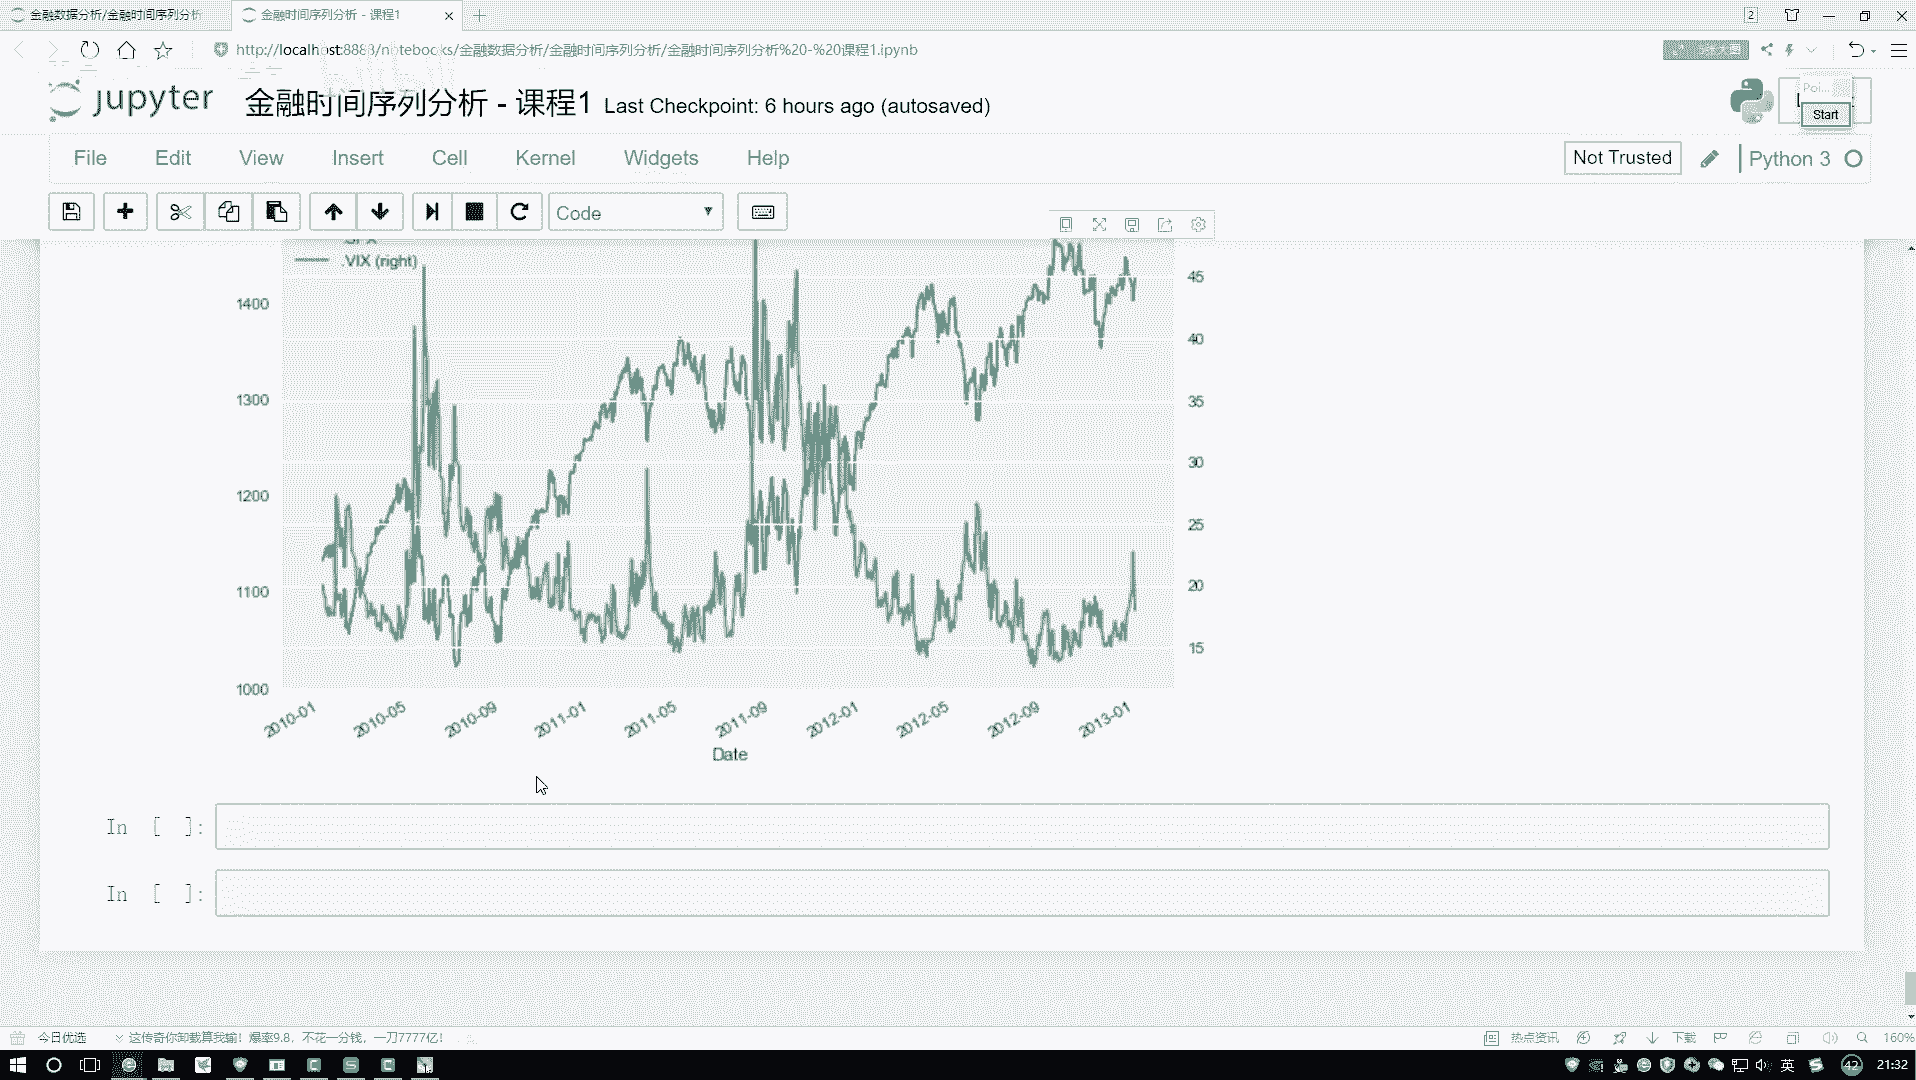 金融数据分析/金融时间序列分析
金融时间序列分析 - 课程1
2
http://localhost:8888/notebooks/金融数据分析/金融时间序列分析/金融时间序列分析%20-%20课程1.ipynb
jupyter
金融时间序列分析 - 课程1 Last Checkpoint: 6 hours ago (autosaved)
Poi...
Start
File Edit View Insert Cell Kernel Widgets Help
Not Trusted
Python 3
Code
.VIX (right)
1400
1300
1200
1100
1000
45
40
35
30
25
20
15
2010-01 2010-05 2010-09 2011-01 2011-05 2011-09 2012-01 2012-05 2012-09 2013-01
Date
In [ ]:
In [ ]:
今日优选
这传奇你卸载算我输！爆率9.8，不花一分钱，一刀7777亿！
热点资讯
下载
160%
英
42
21:32